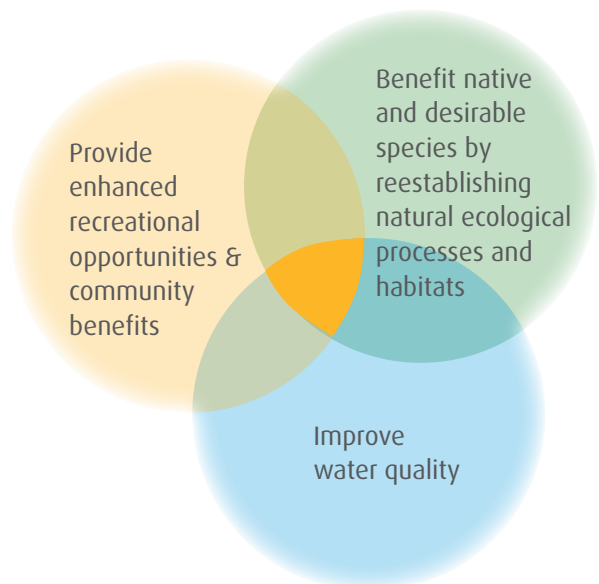 Provide
enhanced
recreational
opportunities &
community
benefits
Benefit native
and desirable
species by
reestablishing
natural ecological
processes and
habitats
Improve
water quality